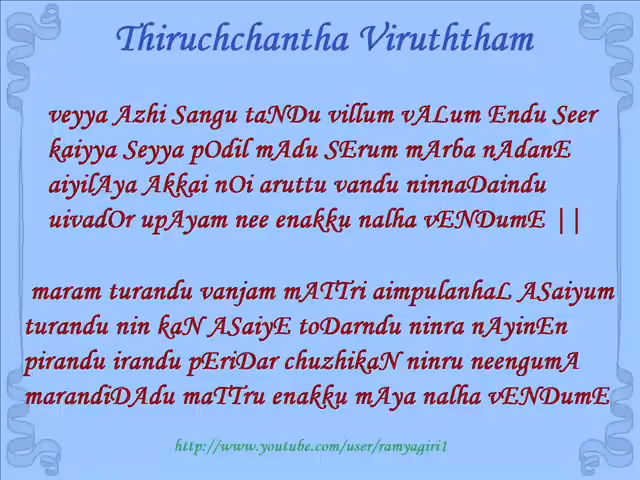 Thiruchchantha Viruththam
veyya Azhi Sangu taNDu villum vALum Endu Seer
kaiyya Seyya pOdil mAdu SErum mArba nAdanE
aiyilAya Akkai nOi aruttu vandu ninnaDaindu
uivadOr upAyam nee enakku nalha vENDumE ||
maram turandu vanjam mATTri aimpulanhaL ASaiyum
turandu nin kaN ASaiyE toDarndu ninra nAyinEn
pirandu irandu pEriDar chuzhikaN ninru neengumA
marandiDAdu maTTru enakku mAya nalha vENDumE
http://www.youtube.com/user/ramyagiri1